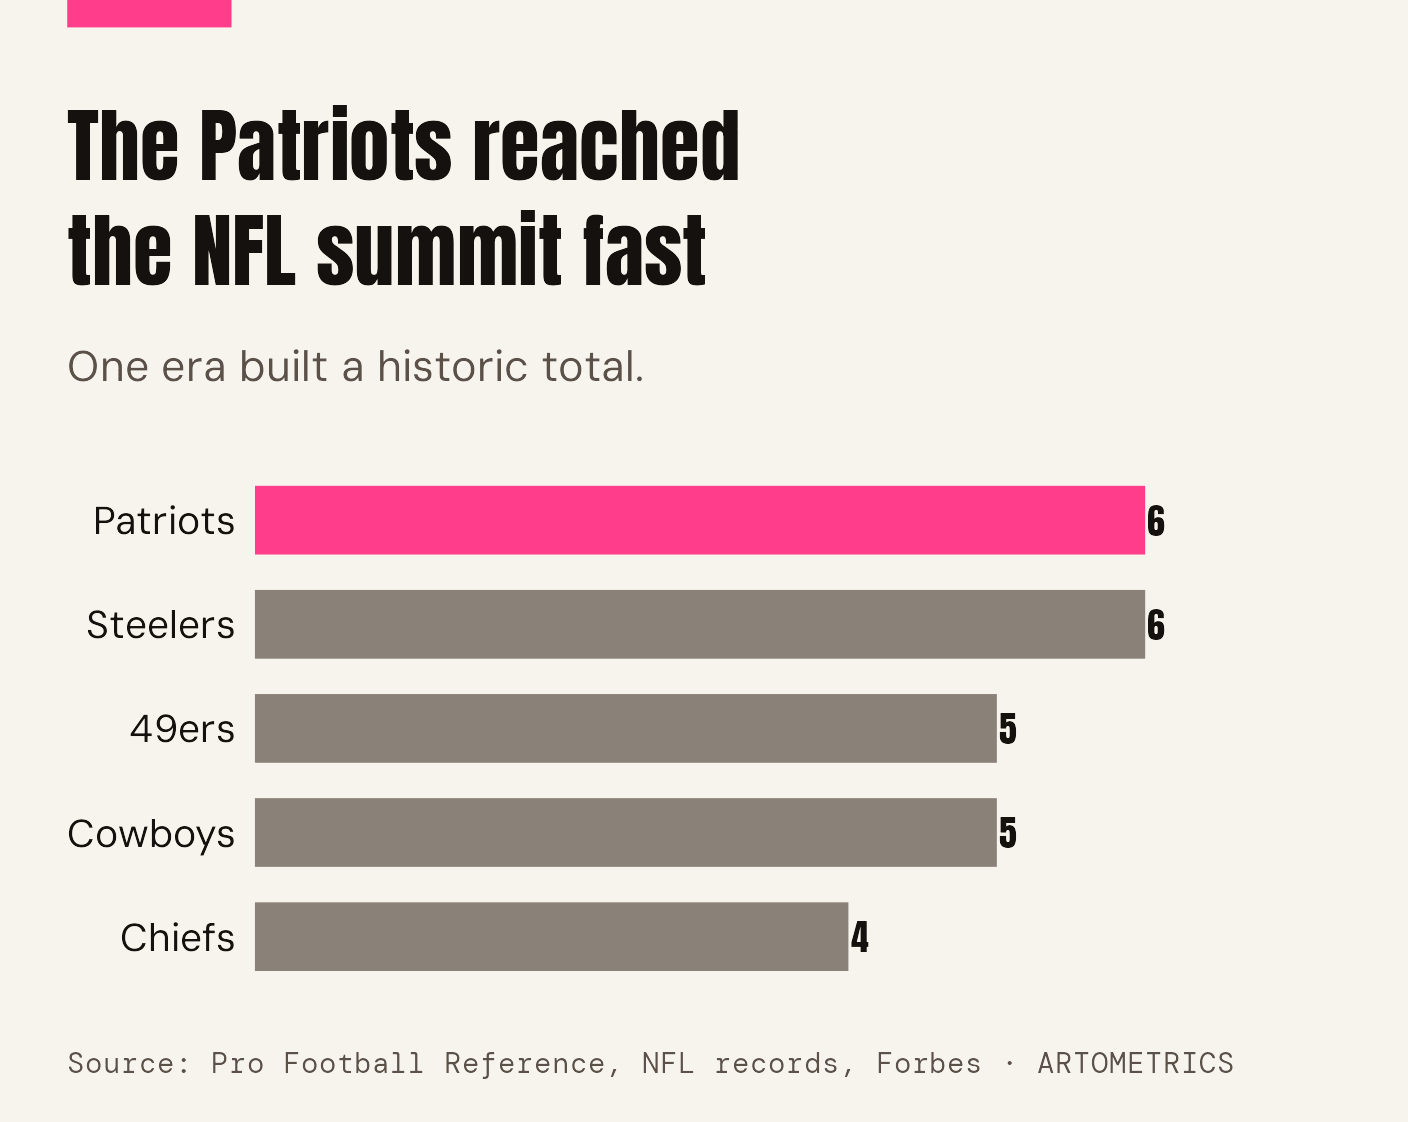 The Patriots reached
the NFL summit fast
One era built a historic total.
Patriots 6
Steelers 6
49ers 5
Cowboys 5
Chiefs 4
Source: Pro Football Reference, NFL records, Forbes · ARTOMETRICS